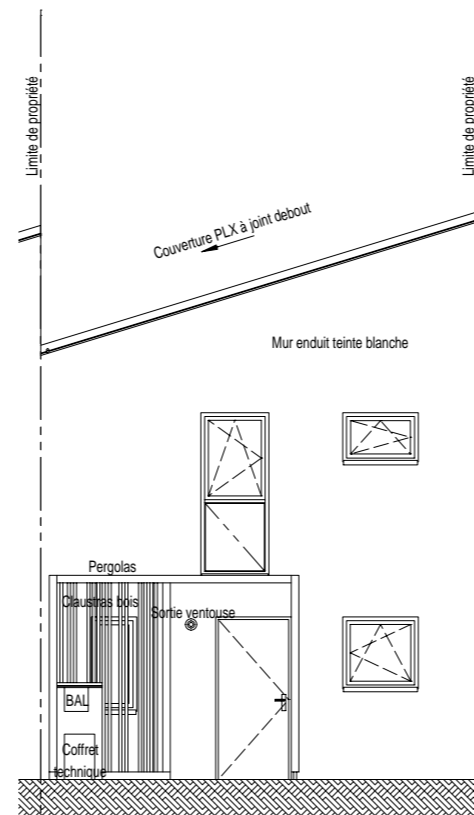 Limite de propriété
Limite de propriété
Couverture PLX à joint debout
Mur enduit teinte blanche
Pergolas
Claustras bois
Sortie ventouse
BAL
Coffret
technique